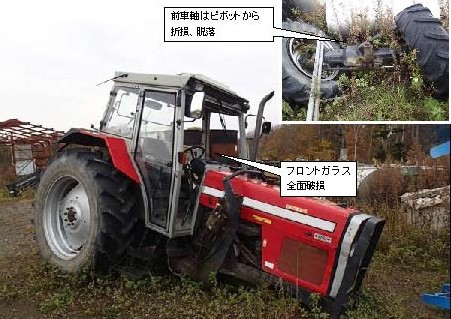 前車軸はピボットから
折損、脱落
フロントガラス
全面破損